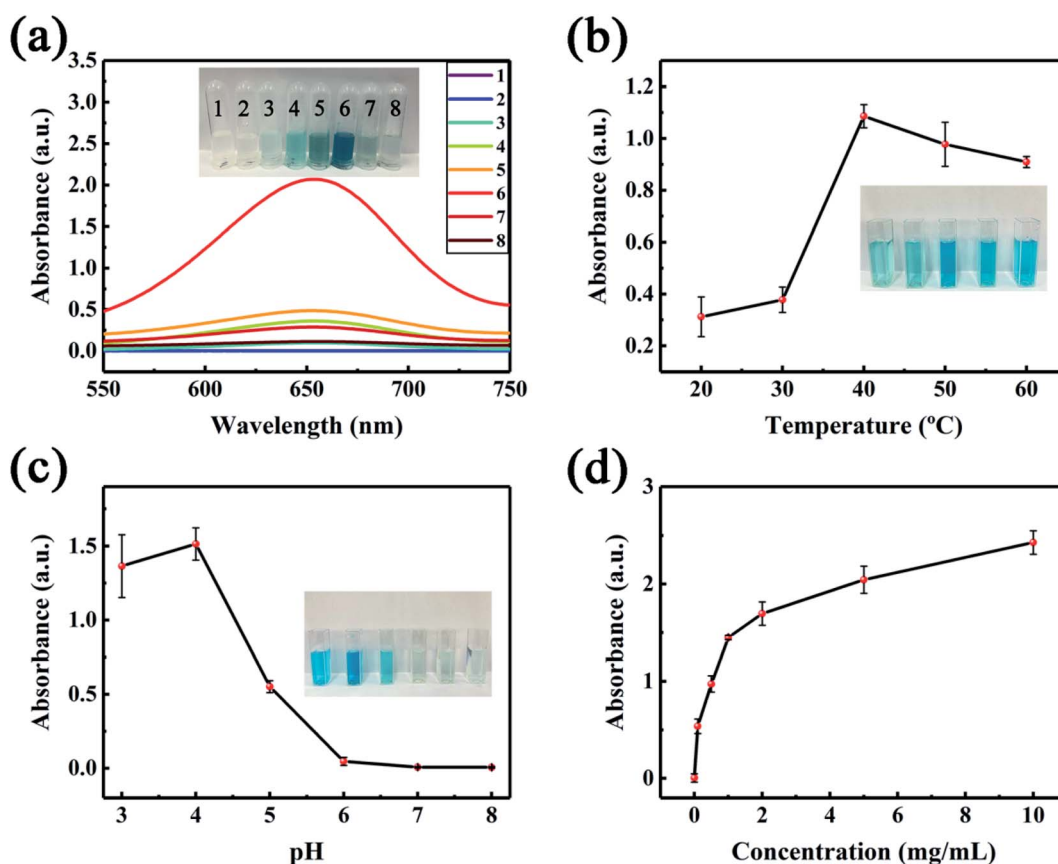 (a)
3.5
3.0
2.5
2.0
1.5
1.0
0.5
0.0
Absorbance (a.u.)
550 600 650 700 750
Wavelength (nm)
1 2 3 4 5 6 7 8
1
2
3
4
5
6
7
8
(b)
1.2
1.0
0.8
0.6
0.4
0.2
Absorbance (a.u.)
20 30 40 50 60
Temperature (ºC)
(c)
1.5
1.0
0.5
0.0
Absorbance (a.u.)
3 4 5 6 7 8
pH
(d)
3
2
1
0
Absorbance (a.u.)
0 2 4 6 8 10
Concentration (mg/mL)